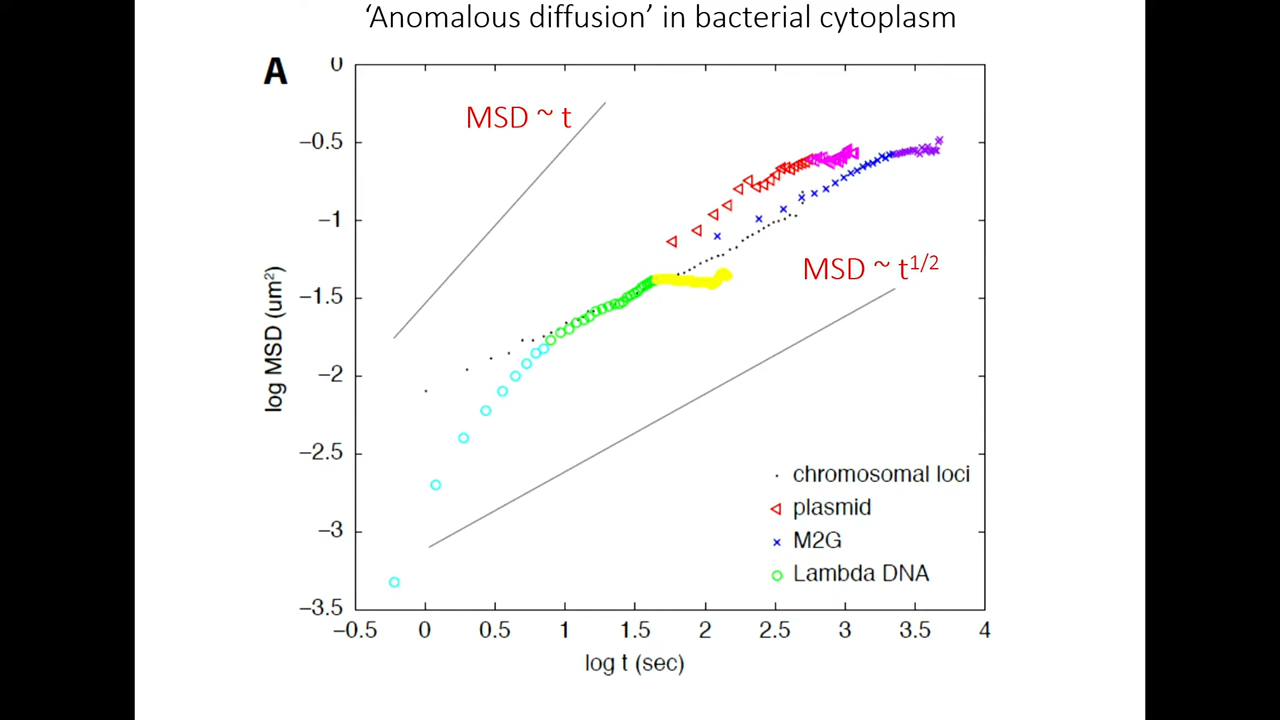 ‘Anomalous diffusion’ in bacterial cytoplasm
A
0
−0.5
−1
−1.5
−2
−2.5
−3
−3.5
log MSD (um²)
MSD ~ t
MSD ~ t^1/2
chromosomal loci
plasmid
M2G
Lambda DNA
−0.5 0 0.5 1 1.5 2 2.5 3 3.5 4
log t (sec)